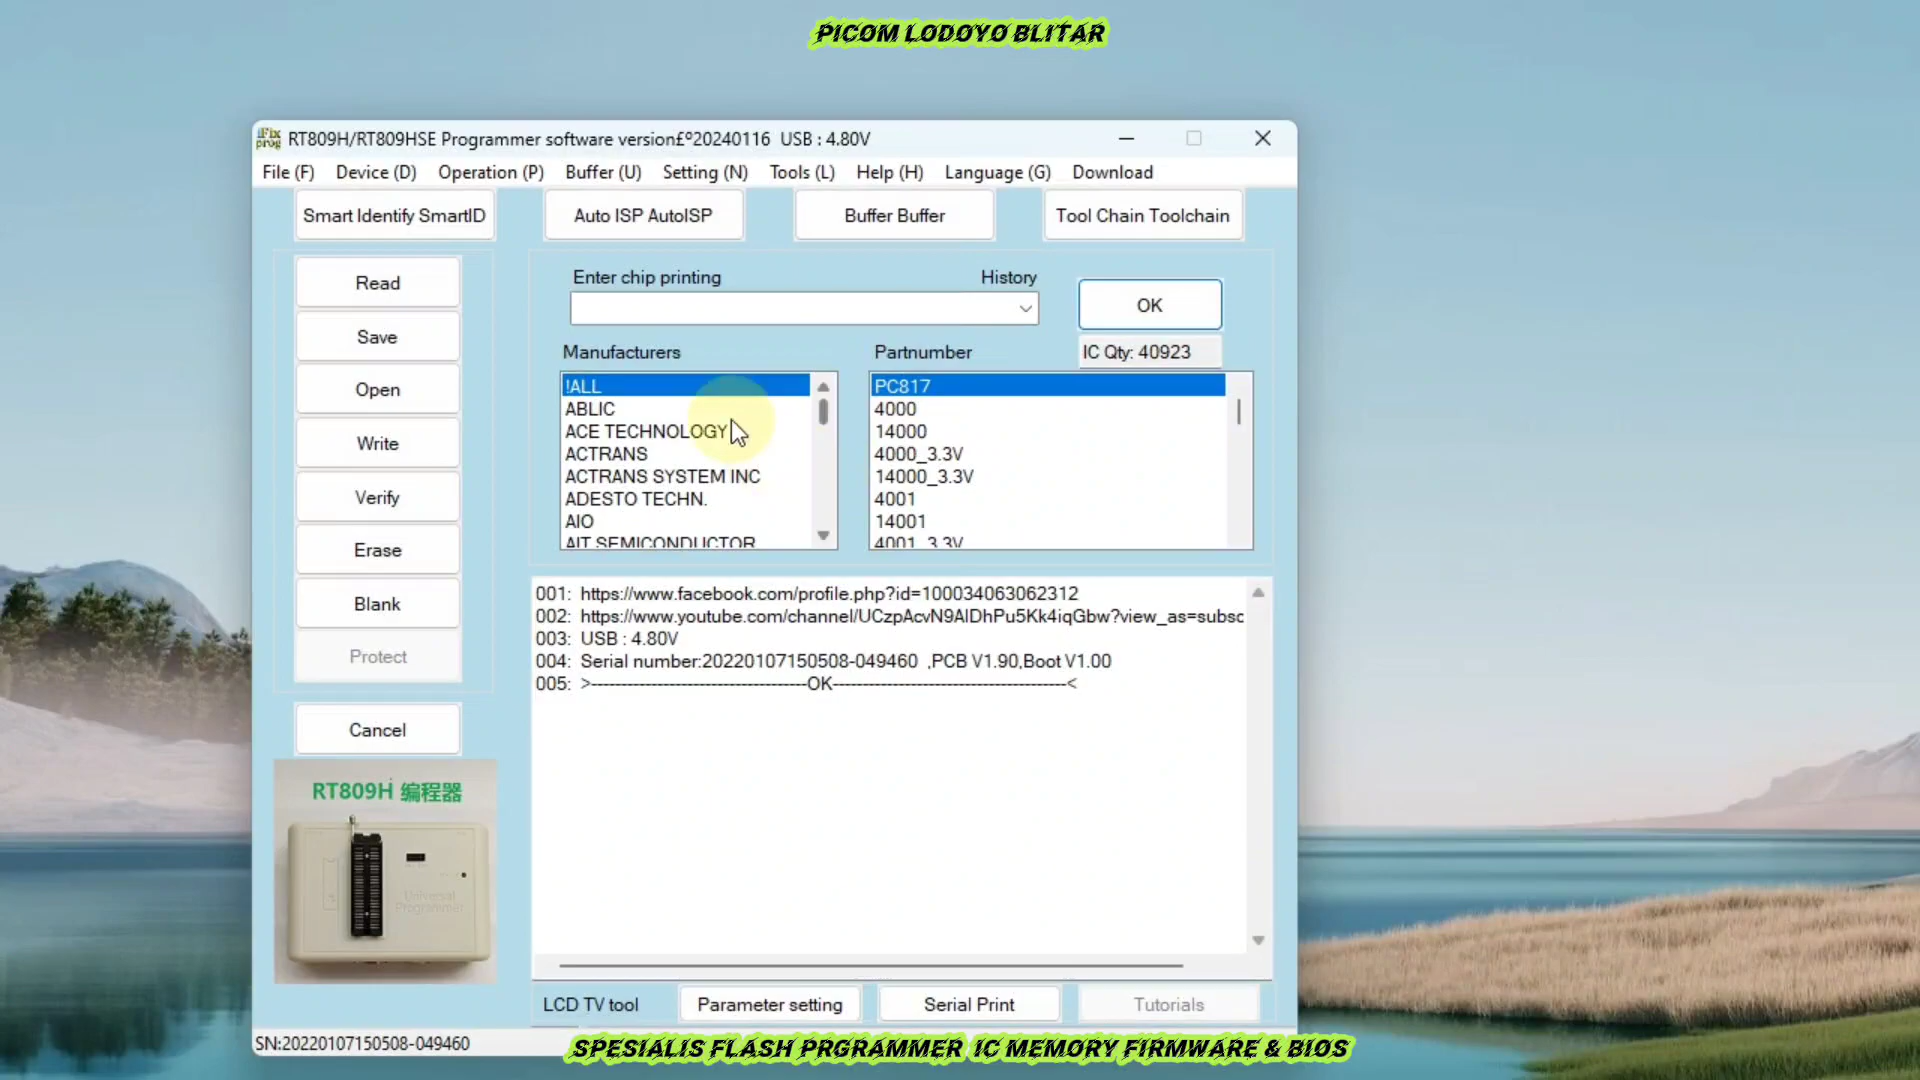 PICOM LODOYO BLITAR
iFix prog
RT809H/RT809HSE Programmer software version£º20240116 USB : 4.80V
File (F) Device (D) Operation (P) Buffer (U) Setting (N) Tools (L) Help (H) Language (G) Download
Smart Identify SmartID Auto ISP AutoISP Buffer Buffer Tool Chain Toolchain
Read
Save
Open
Write
Verify
Erase
Blank
Protect
Cancel
Enter chip printing History
OK
Manufacturers Partnumber IC Qty: 40923
!ALL
ABLIC
ACE TECHNOLOGY
ACTRANS
ACTRANS SYSTEM INC
ADESTO TECHN.
AIO
AIT SEMICONDUCTOR
PC817
4000
14000
4000_3.3V
14000_3.3V
4001
14001
4001_3.3V
001: https://www.facebook.com/profile.php?id=100034063062312
002: https://www.youtube.com/channel/UCzpAcvN9AlDhPu5Kk4iqGbw?view_as=subsc
003: USB : 4.80V
004: Serial number:20220107150508-049460 ,PCB V1.90,Boot V1.00
005: >------------------------------------OK---------------------------------------<
RT809H 编程器
Universal
Programmer
LCD TV tool Parameter setting Serial Print Tutorials
SN:20220107150508-049460
SPESIALIS FLASH PRGRAMMER IC MEMORY FIRMWARE & BIOS